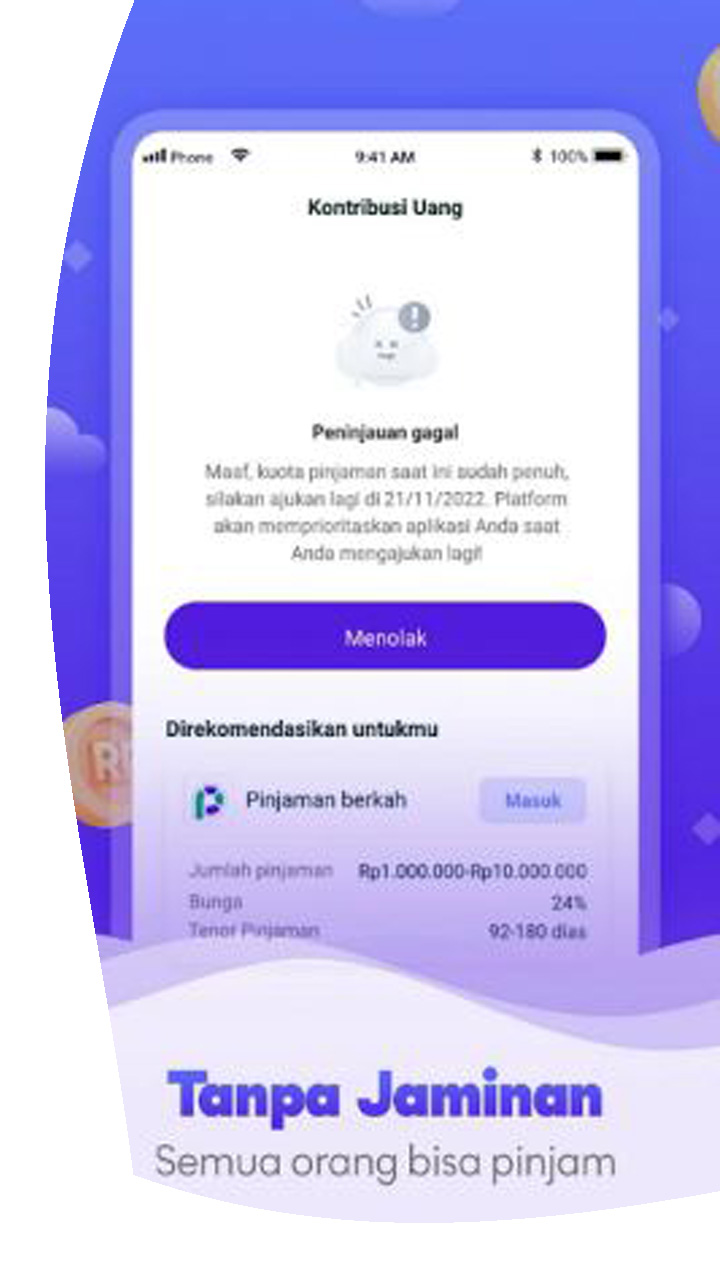 Phone 9:41 AM 100%
Kontribusi Uang
Peninjauan gagal
Maaf, kuota pinjaman saat ini sudah penuh,
silakan ajukan lagi di 21/11/2022. Platform
akan memprioritaskan aplikasi Anda saat
Anda mengajukan lagi!
Menolak
Direkomendasikan untukmu
Pinjaman berkah Masuk
Jumlah pinjaman Rp1.000.000-Rp10.000.000
Bunga 24%
Tenor Pinjaman 92-180 dias
Tanpa Jaminan
Semua orang bisa pinjam